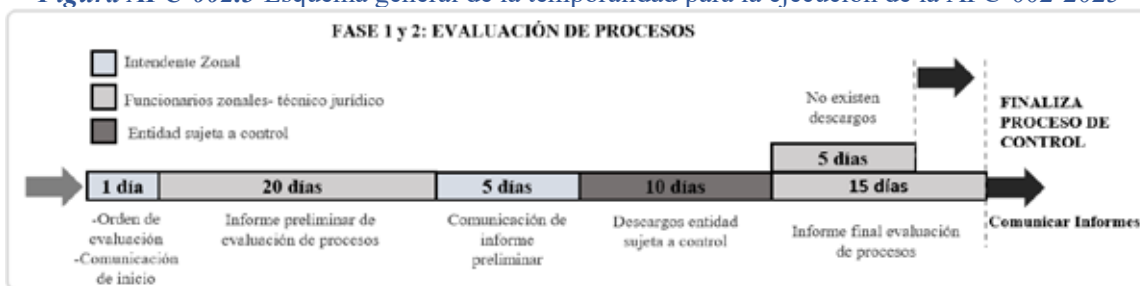 Figura APC-002.3 Esquema general de la temporalidad para la ejecución de la APC-002-2023
FASE 1 y 2: EVALUACIÓN DE PROCESOS
Intendente Zonal
Funcionarios zonales- técnico jurídico
Entidad sujeta a control
No existen
descargos
FINALIZA
PROCESO DE
CONTROL
5 días
1 día
20 días
5 días
10 días
15 días
-Orden de
evaluación
-Comunicación
de inicio
Informe preliminar de
evaluación de procesos
Comunicación de
informe
preliminar
Descargos entidad
sujeta a control
Informe final evaluación
de procesos
Comunicar Informes